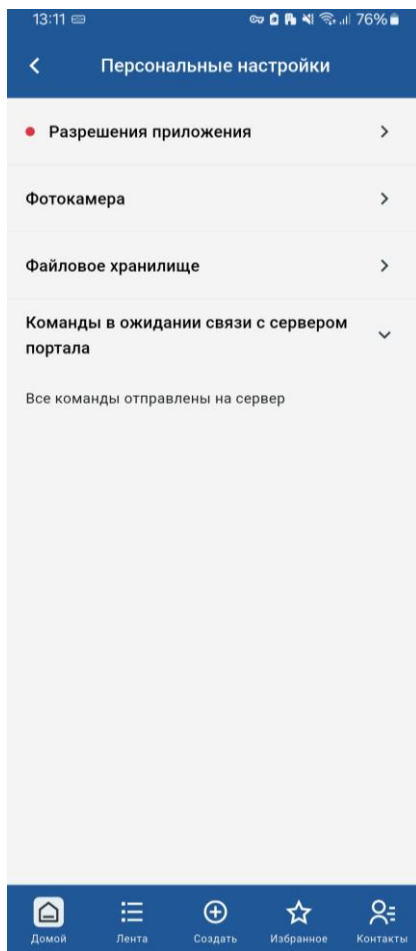 13:11 76%
Персональные настройки
Разрешения приложения
Фотокамера
Файловое хранилище
Команды в ожидании связи с сервером
портала
Все команды отправлены на сервер
Домой Лента Создать Избранное Контакты